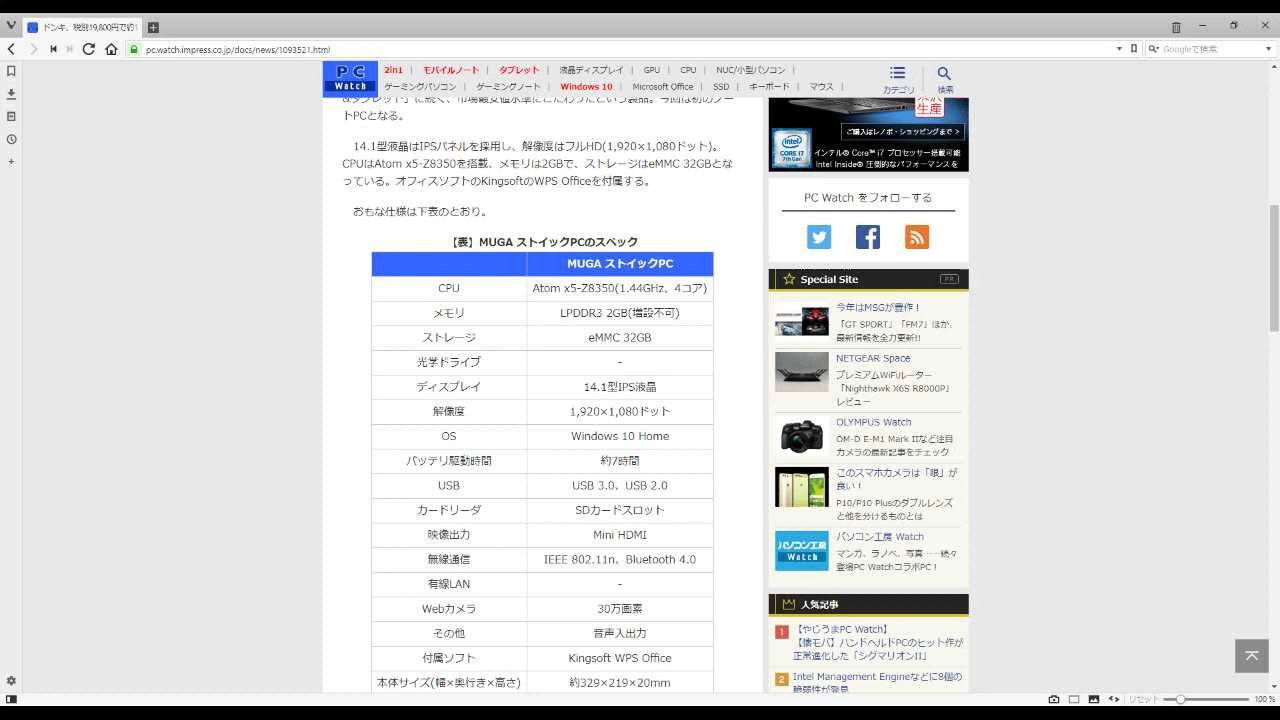 ドンキ、税別19,800円で約1
pc.watch.impress.co.jp/docs/news/1093521.html
Googleで検索
PC Watch
2in1 | モバイルノート | タブレット | 液晶ディスプレイ | GPU | CPU | NUC/小型パソコン |
ゲーミングパソコン | ゲーミングノート | Windows 10 | Microsoft Office | SSD | キーボード | マウス |
カテゴリ
検索
トPCとなる。
14.1型液晶はIPSパネルを採用し、解像度はフルHD(1,920×1,080ドット)。
CPUはAtom x5-Z8350を搭載、メモリは2GBで、ストレージはeMMC 32GBとな
っている。オフィスソフトのKingsoftのWPS Officeを付属する。
おもな仕様は下表のとおり。
【表】MUGA ストイックPCのスペック
MUGA ストイックPC
CPU Atom x5-Z8350(1.44GHz、4コア)
メモリ LPDDR3 2GB(増設不可)
ストレージ eMMC 32GB
光学ドライブ -
ディスプレイ 14.1型IPS液晶
解像度 1,920×1,080ドット
OS Windows 10 Home
バッテリ駆動時間 約7時間
USB USB 3.0、USB 2.0
カードリーダ SDカードスロット
映像出力 Mini HDMI
無線通信 IEEE 802.11n、Bluetooth 4.0
有線LAN -
Webカメラ 30万画素
その他 音声入出力
付属ソフト Kingsoft WPS Office
本体サイズ(幅×奥行き×高さ) 約329×219×20mm
米沢
生産
ご購入はレノボ・ショッピングまで >
intel
CORE i7
7th Gen
インテル® Core™ i7 プロセッサー搭載可能
Intel Inside® 圧倒的なパフォーマンスを
PC Watch をフォローする
Special Site
PR
今年はMSGが豊作！
「GT SPORT」「FM7」ほか、
最新情報を全力更新!!
NETGEAR Space
プレミアムWiFiルーター
「Nighthawk X6S R8000P」
レビュー
OLYMPUS Watch
OM-D E-M1 Mark IIなど注目
カメラの最新記事をチェック
このスマホカメラは「眼」が
良い！
P10/P10 Plusのダブルレンズ
と他を分けるものとは
パソコン工房
Watch
パソコン工房 Watch
マンガ、ラノベ、写真……続々
登場PC WatchコラボPC！
人気記事
1 【やじうまPC Watch】
【懐モバ】ハンドヘルドPCのヒット作が
正常進化した「シグマリオンII」
2 Intel Management Engineなどに8個の
脆弱性が発見
リセット
100 %